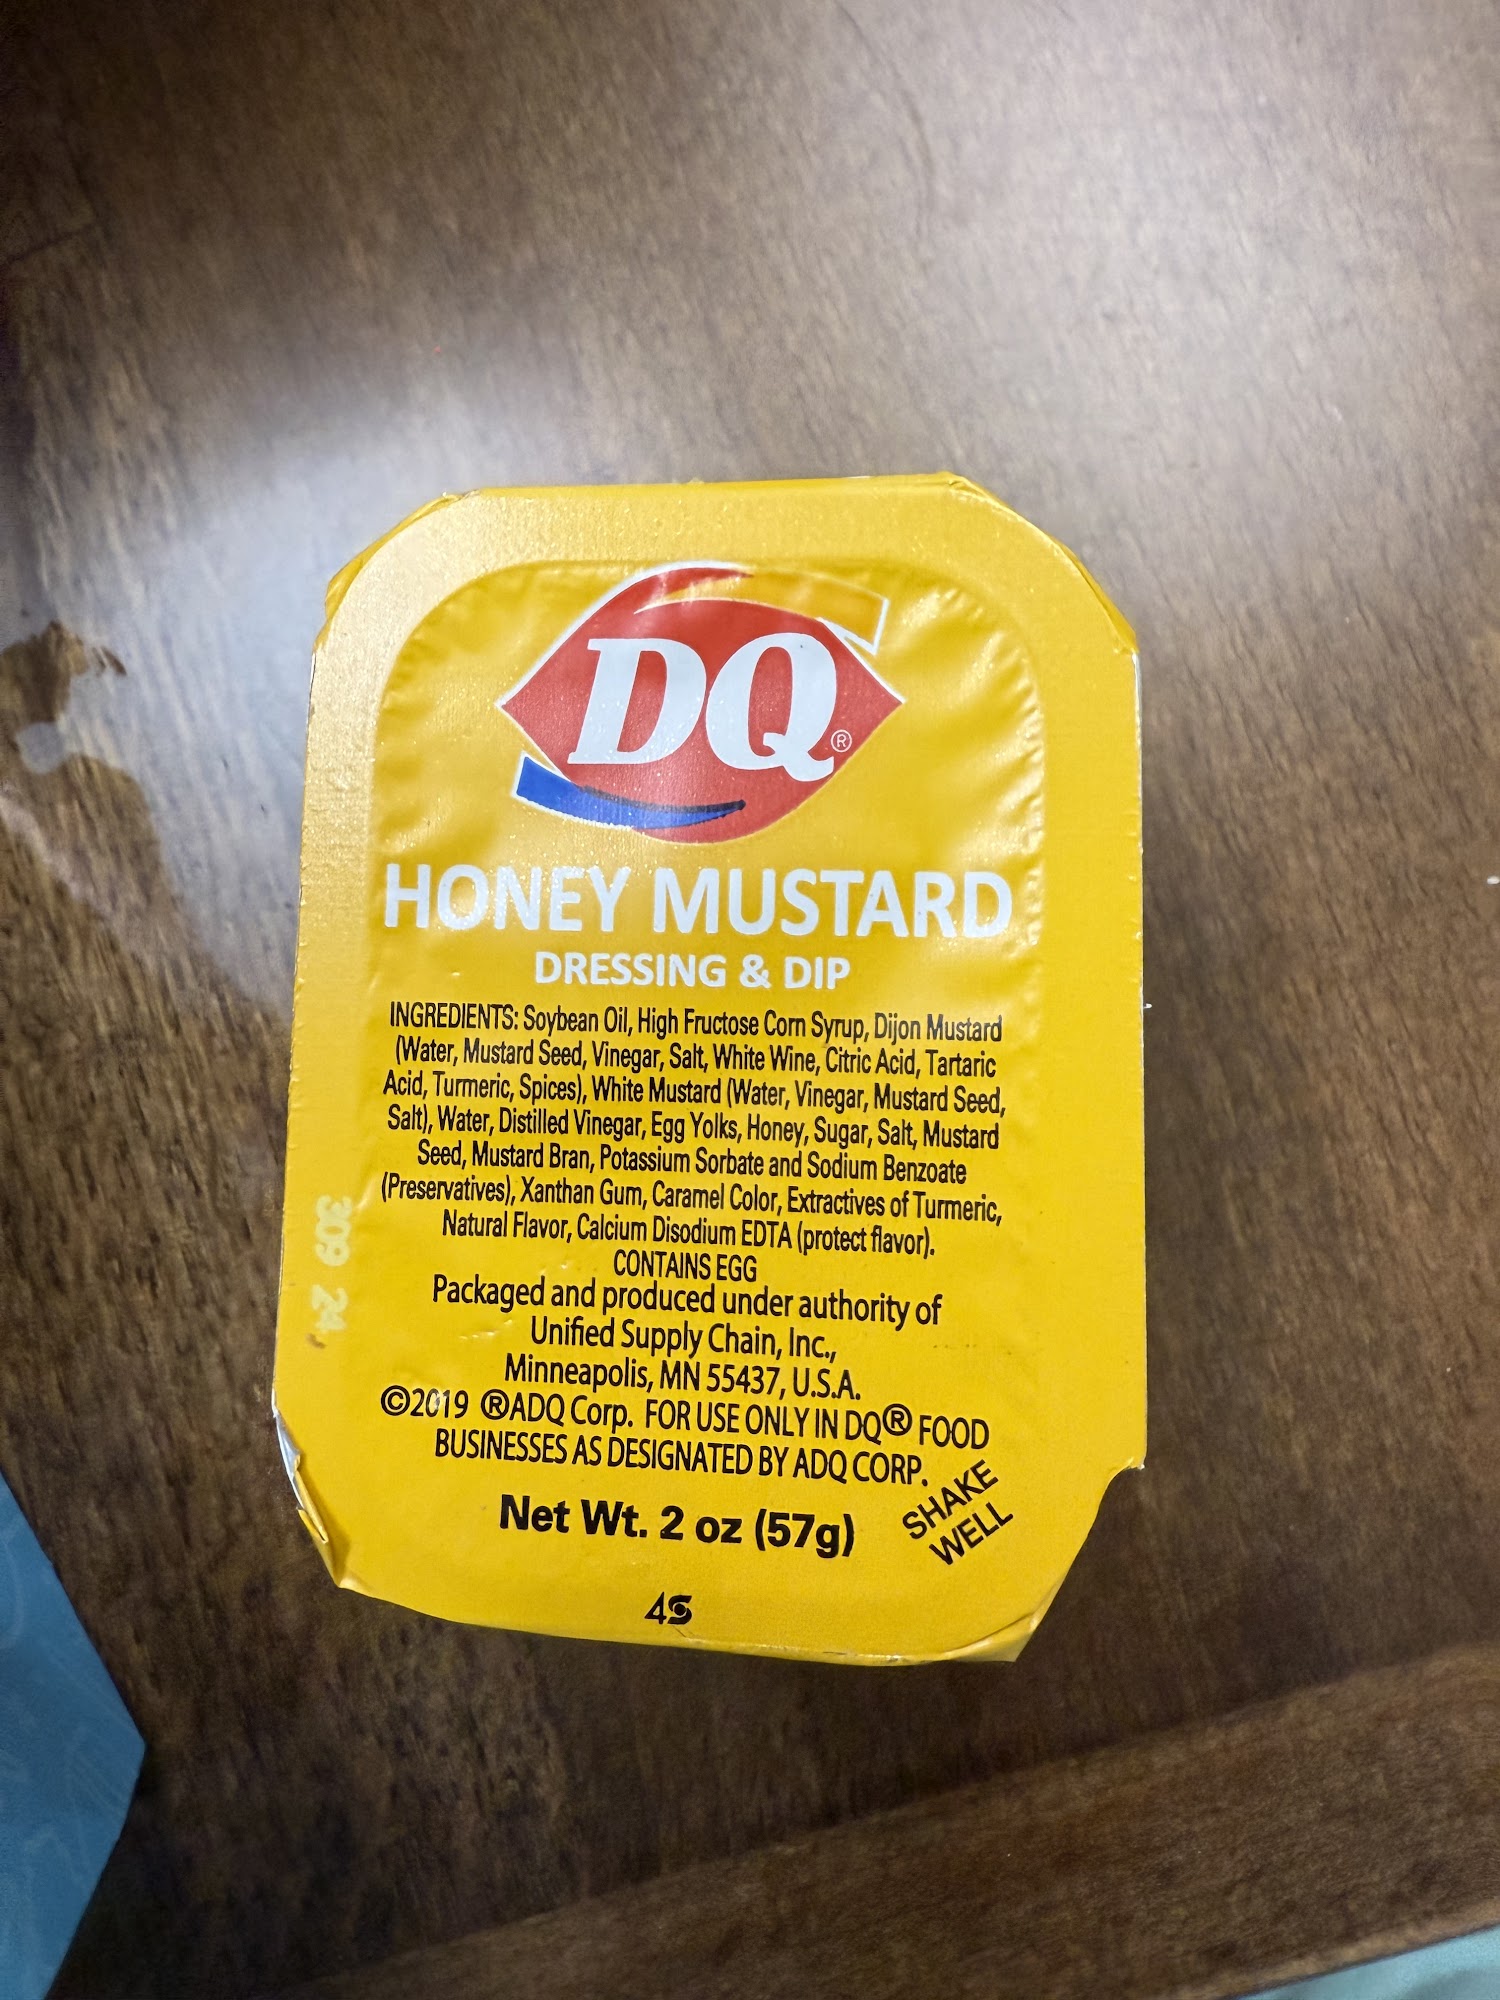 DQ®
HONEY MUSTARD
DRESSING & DIP
INGREDIENTS: Soybean Oil, High Fructose Corn Syrup, Dijon Mustard
(Water, Mustard Seed, Vinegar, Salt, White Wine, Citric Acid, Tartaric
Acid, Turmeric, Spices), White Mustard (Water, Vinegar, Mustard Seed,
Salt), Water, Distilled Vinegar, Egg Yolks, Honey, Sugar, Salt, Mustard
Seed, Mustard Bran, Potassium Sorbate and Sodium Benzoate
(Preservatives), Xanthan Gum, Caramel Color, Extractives of Turmeric,
Natural Flavor, Calcium Disodium EDTA (protect flavor).
CONTAINS EGG
Packaged and produced under authority of
Unified Supply Chain, Inc.,
Minneapolis, MN 55437, U.S.A.
©2019 ®ADQ Corp. FOR USE ONLY IN DQ® FOOD
BUSINESSES AS DESIGNATED BY ADQ CORP.
Net Wt. 2 oz (57g)
SHAKE
WELL
309 24
4S